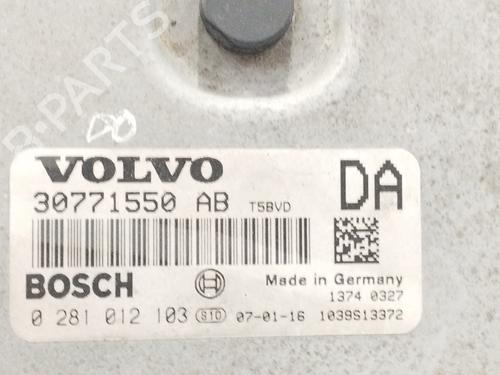 B-PARTS
VOLVO
DA
30771550 AB T5BVD
BOSCH
Made in Germany
1374 0327
0 281 012 103 S10 07-01-16 1039S13372